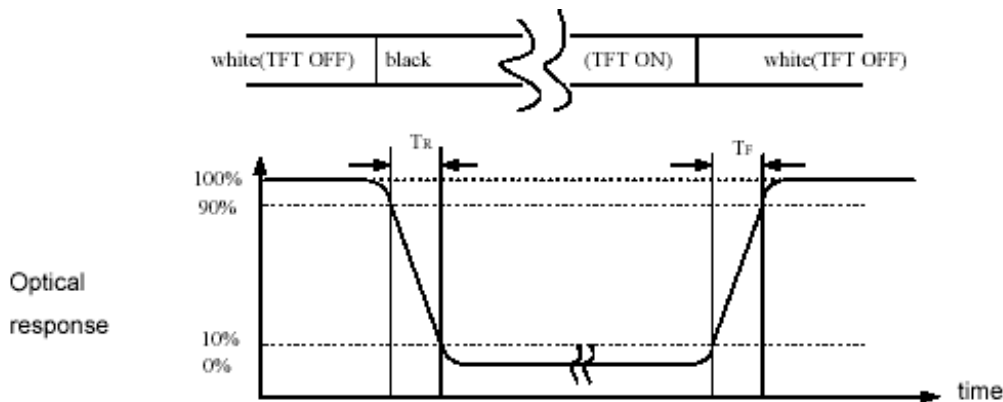 white(TFT OFF) black (TFT ON) white(TFT OFF)
TR TF
100%
90%
Optical
response
10%
0%
time